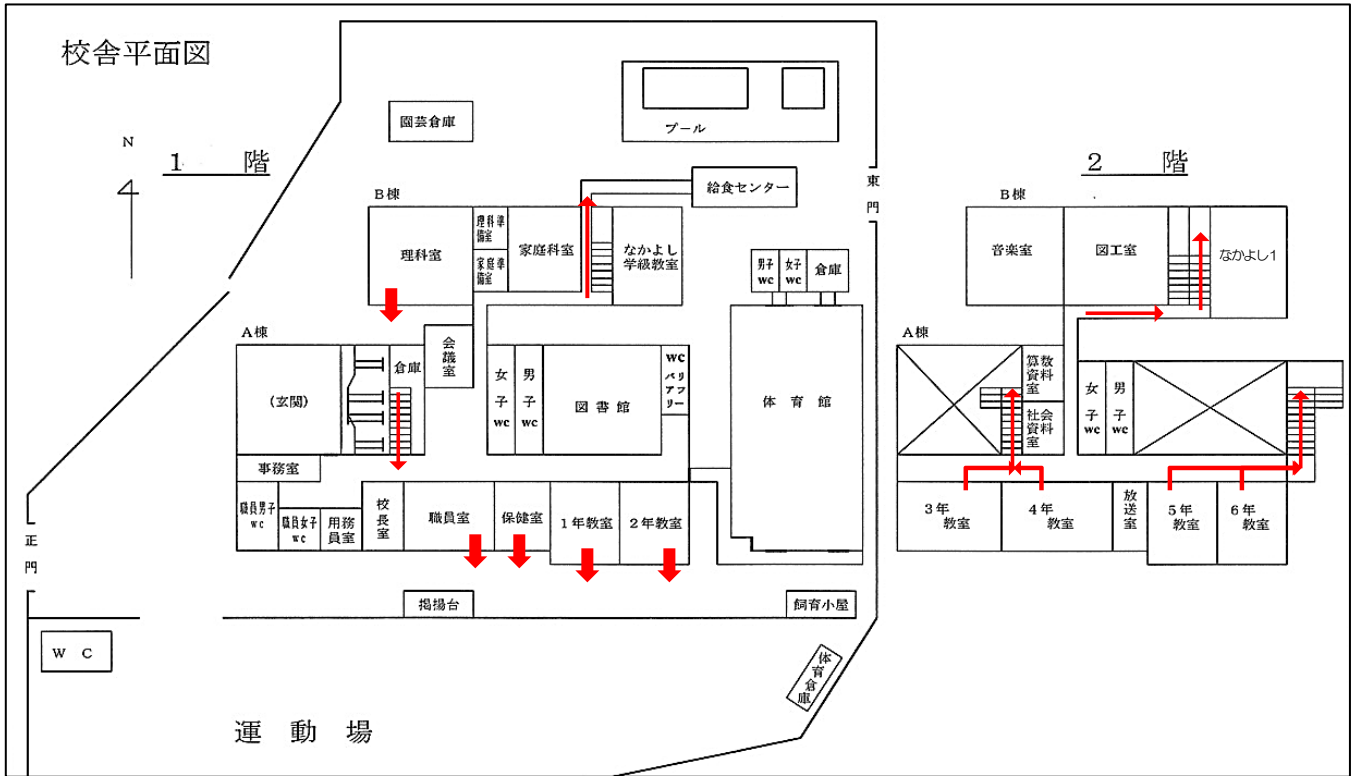 校舎平面図
N
1 階
園芸倉庫
プール
給食センター
東門
B棟
理科室
理科準備室
家庭準備室
家庭科室
なかよし
学級教室
男子
wc
女子
wc
倉庫
A棟
(玄関)
倉庫
会議室
女子wc
男子wc
図書館
wc
バリアフリー
体育館
事務室
職員男子
wc
職員女子
wc
用務
員室
校長室
職員室
保健室
1年教室
2年教室
正門
掲揚台
飼育小屋
WC
体育倉庫
運動場
2 階
B棟
音楽室
図工室
なかよし1
A棟
算数
資料
室
社会
資料
室
女子wc
男子wc
3年
教室
4年
教室
放送室
5年
教室
6年
教室